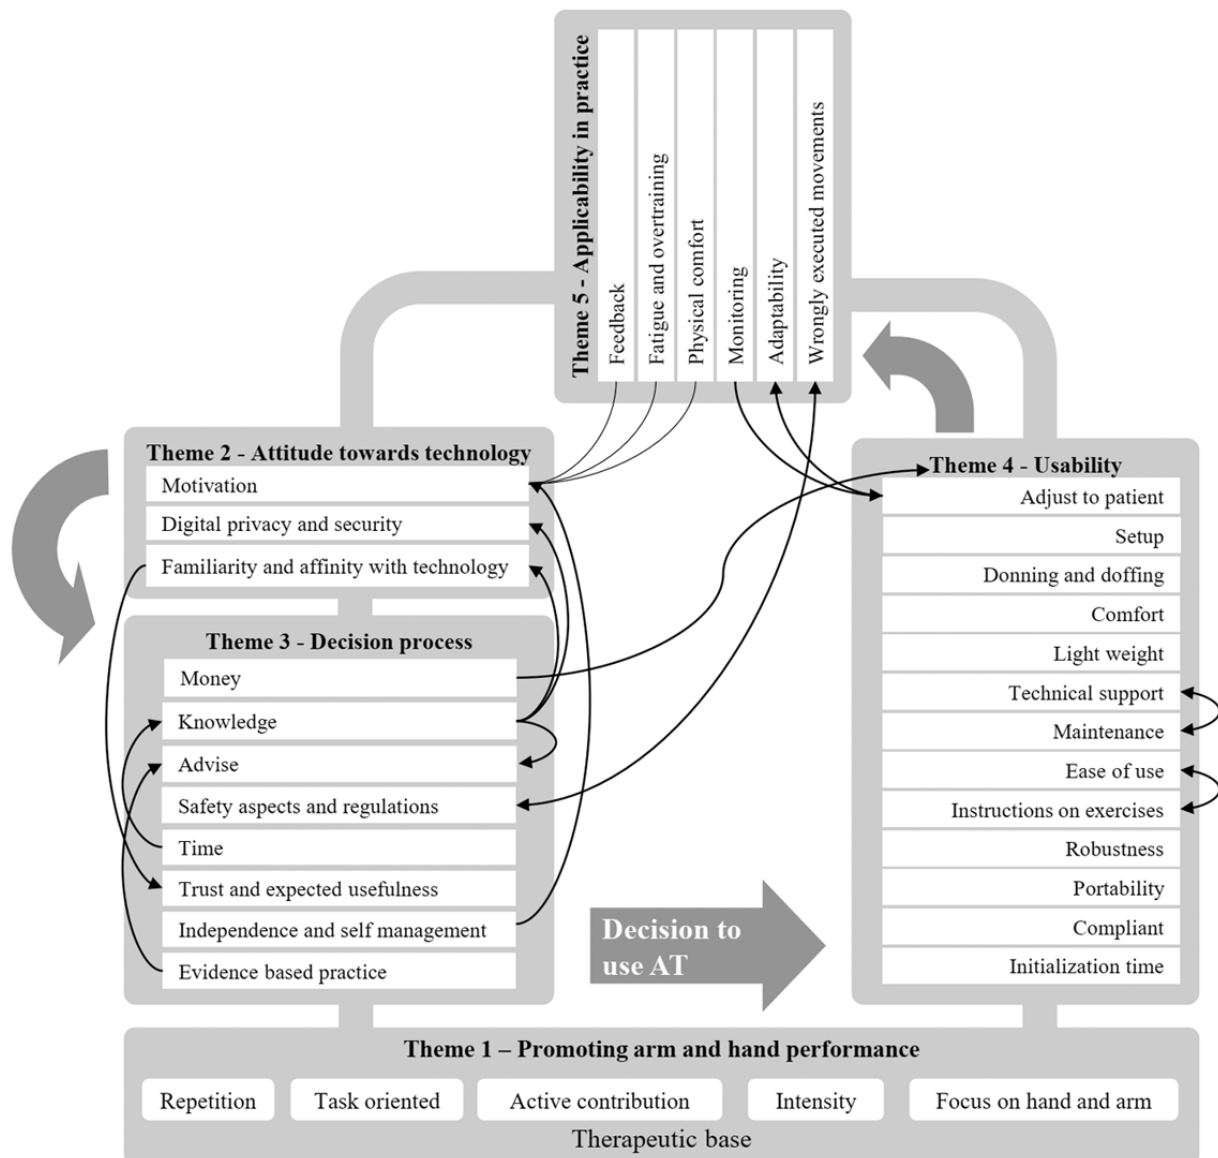 Theme 5 - Applicability in practice
Feedback
Fatigue and overtraining
Physical comfort
Monitoring
Adaptability
Wrongly executed movements
Theme 2 - Attitude towards technology
Motivation
Digital privacy and security
Familiarity and affinity with technology
Theme 3 - Decision process
Money
Knowledge
Advise
Safety aspects and regulations
Time
Trust and expected usefulness
Independence and self management
Evidence based practice
Decision to
use AT
Theme 4 - Usability
Adjust to patient
Setup
Donning and doffing
Comfort
Light weight
Technical support
Maintenance
Ease of use
Instructions on exercises
Robustness
Portability
Compliant
Initialization time
Theme 1 – Promoting arm and hand performance
Repetition
Task oriented
Active contribution
Intensity
Focus on hand and arm
Therapeutic base